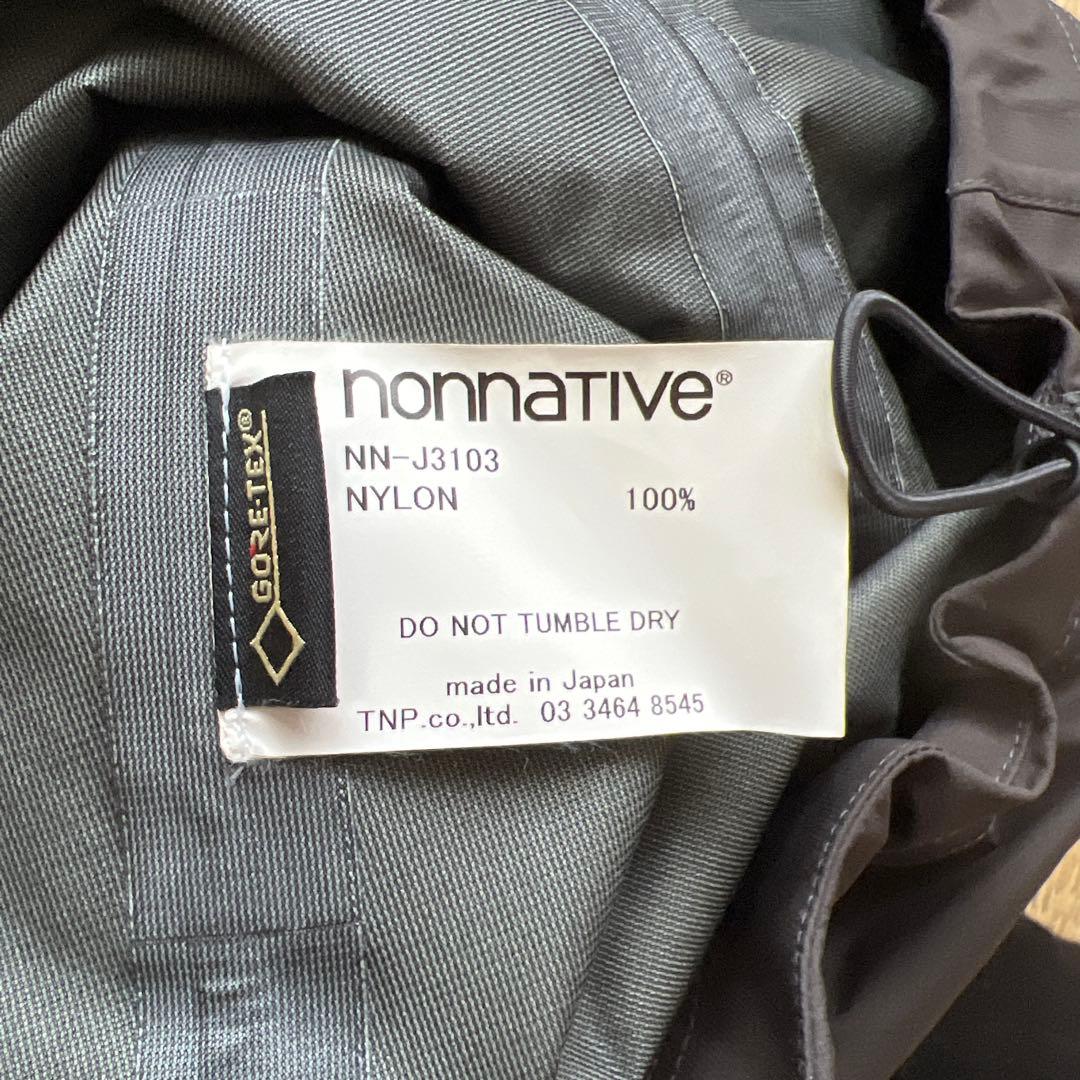 nonnaTIVe®
NN-J3103
NYLON 100%
DO NOT TUMBLE DRY
made in Japan
TNP.co.,ltd. 03 3464 8545
GORE-TEX®